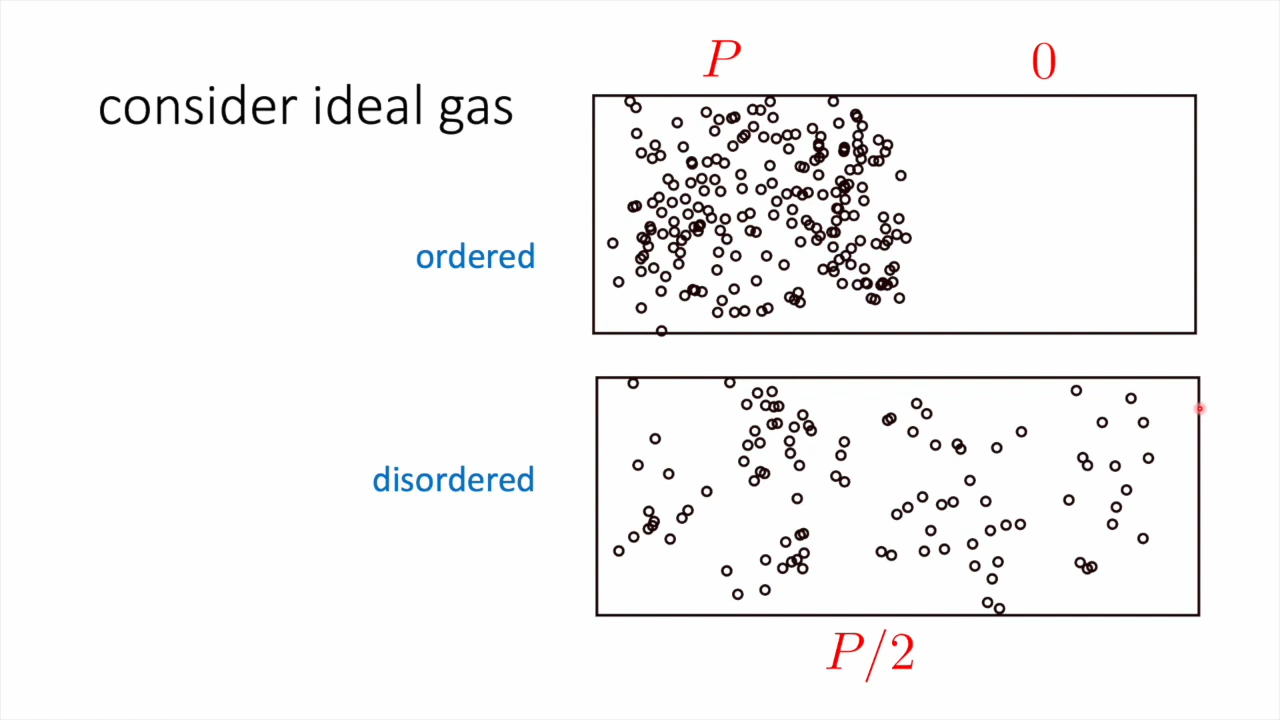 P 0
consider ideal gas
ordered
disordered
P/2